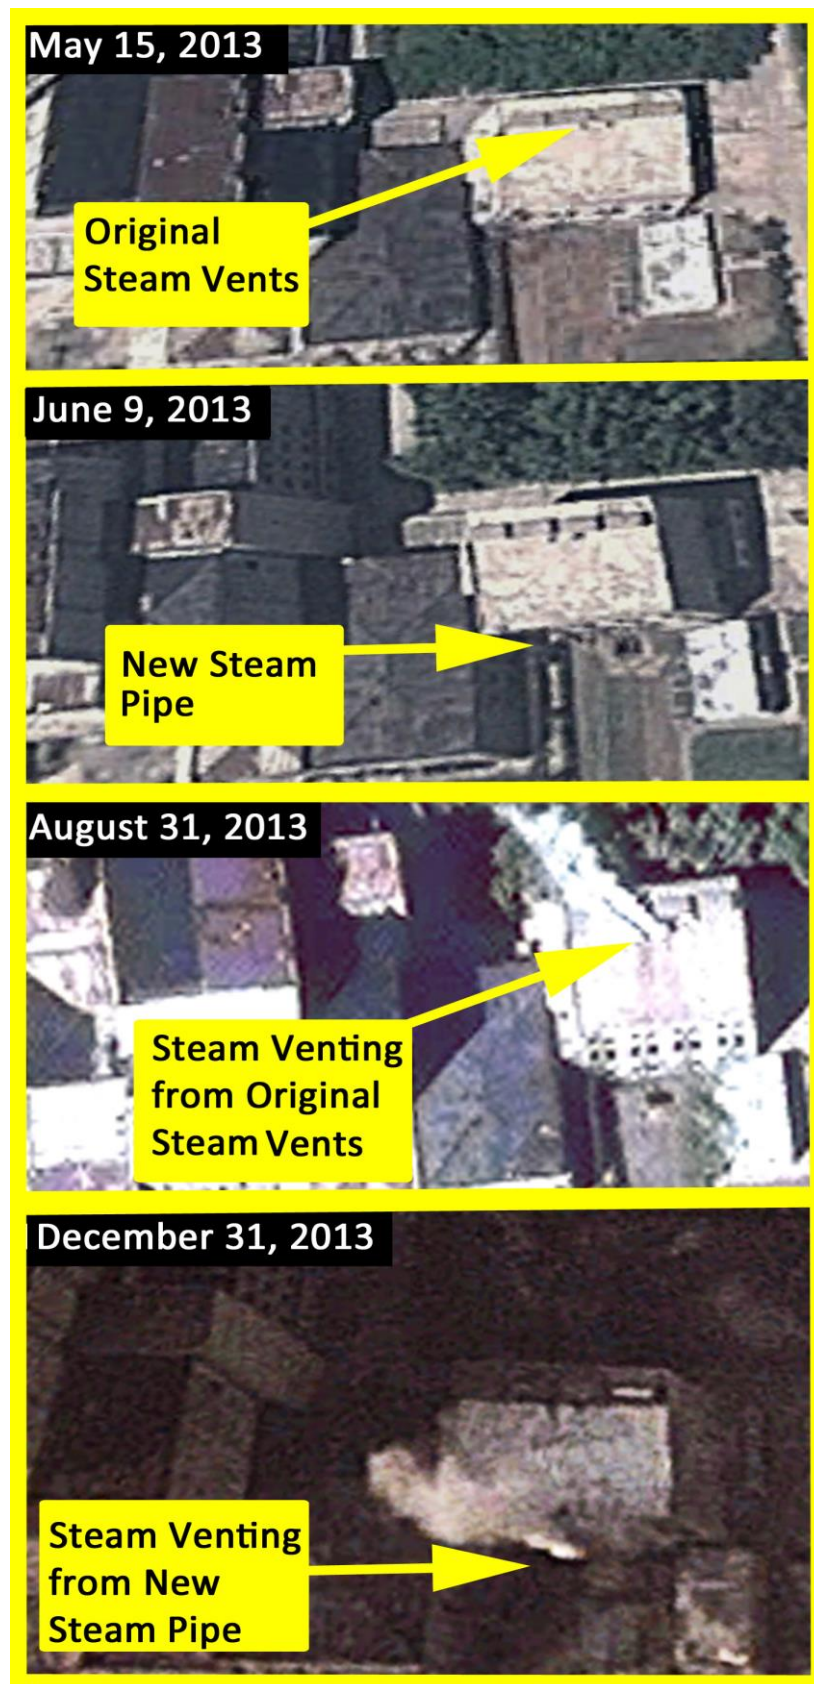 May 15, 2013
Original
Steam Vents
June 9, 2013
New Steam
Pipe
August 31, 2013
Steam Venting
from Original
Steam Vents
December 31, 2013
Steam Venting
from New
Steam Pipe